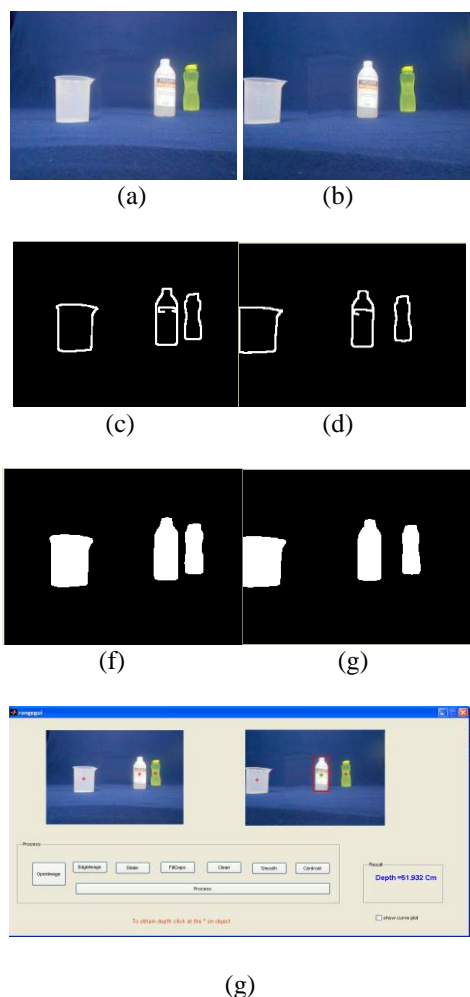 (a) (b)
(c) (d)
(f) (g)
rangegui
Process
OpenImage EdgeImage Dilate FillGaps Clean Smooth Centroid
Process
Result
Depth =51.932 Cm
To obtain depth click at the * on object
show curve plot
(g)